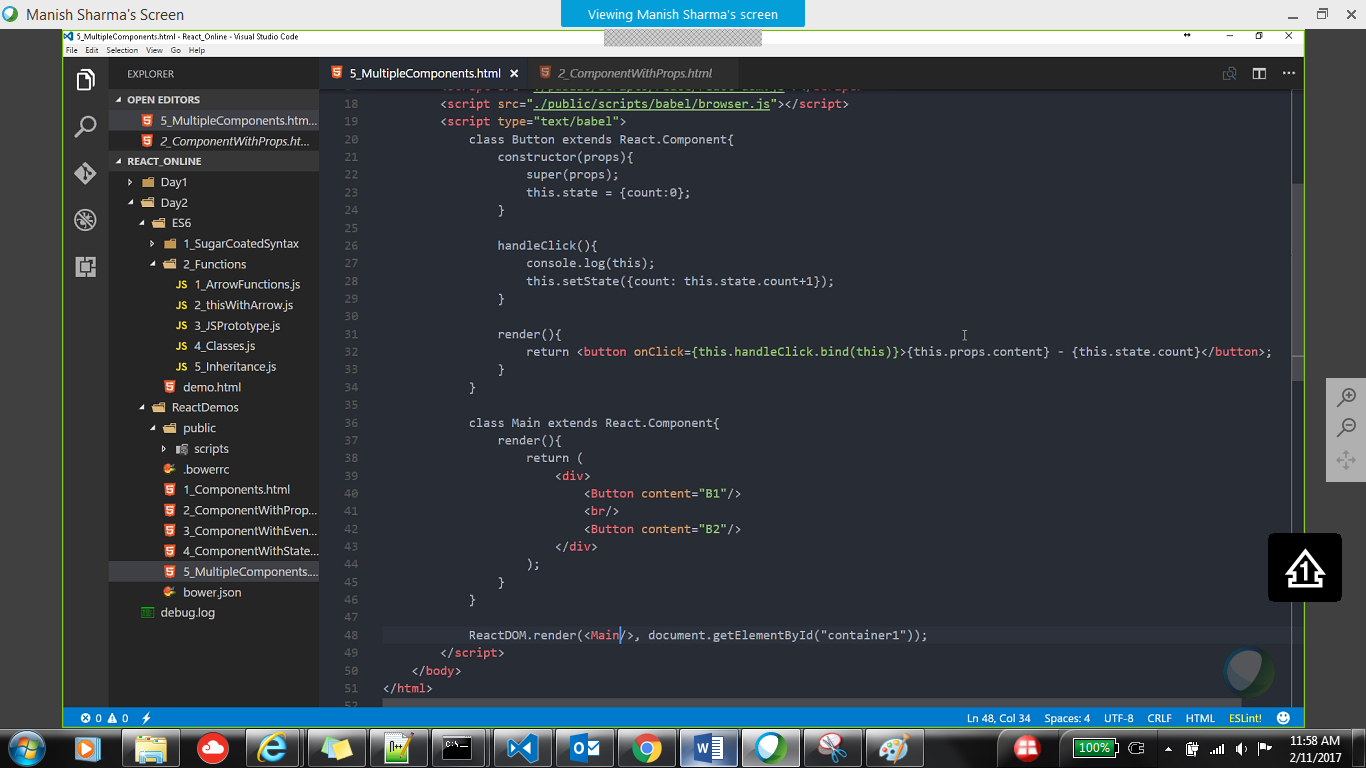 Manish Sharma's Screen
Viewing Manish Sharma's screen
5_MultipleComponents.html - React_Online - Visual Studio Code
File Edit Selection View Go Help
EXPLORER
OPEN EDITORS
5_MultipleComponents.htm...
2_ComponentWithProps.ht...
REACT_ONLINE
Day1
Day2
ES6
1_SugarCoatedSyntax
2_Functions
JS 1_ArrowFunctions.js
JS 2_thisWithArrow.js
JS 3_JSPrototype.js
JS 4_Classes.js
JS 5_Inheritance.js
demo.html
ReactDemos
public
scripts
.bowerrc
1_Components.html
2_ComponentWithProp...
3_ComponentWithEven...
4_ComponentWithState...
5_MultipleComponents....
bower.json
debug.log
5_MultipleComponents.html
2_ComponentWithProps.html
18 <script src="./public/scripts/babel/browser.js"></script>
19 <script type="text/babel">
20 class Button extends React.Component{
21 constructor(props){
22 super(props);
23 this.state = {count:0};
24 }
25
26 handleClick(){
27 console.log(this);
28 this.setState({count: this.state.count+1});
29 }
30
31 render(){
32 return <button onClick={this.handleClick.bind(this)}>{this.props.content} - {this.state.count}</button>;
33 }
34 }
35
36 class Main extends React.Component{
37 render(){
38 return (
39 <div>
40 <Button content="B1"/>
41 <br/>
42 <Button content="B2"/>
43 </div>
44 );
45 }
46 }
47
48 ReactDOM.render(<Main/>, document.getElementById("container1"));
49 </script>
50 </body>
51 </html>
52
0 0
Ln 48, Col 34 Spaces: 4 UTF-8 CRLF HTML ESLint!
1
100%
11:58 AM
2/11/2017